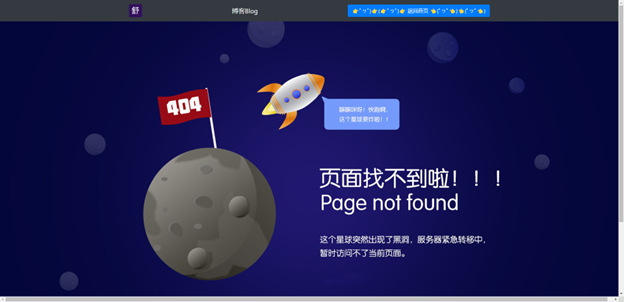 舒
博客Blog
返回首页
404
聊聊咔呀！快跑啊，
这个星球要炸啦！！
页面找不到啦！！！
Page not found
这个星球突然出现了黑洞，服务器紧急转移中，
暂时访问不了当前页面。